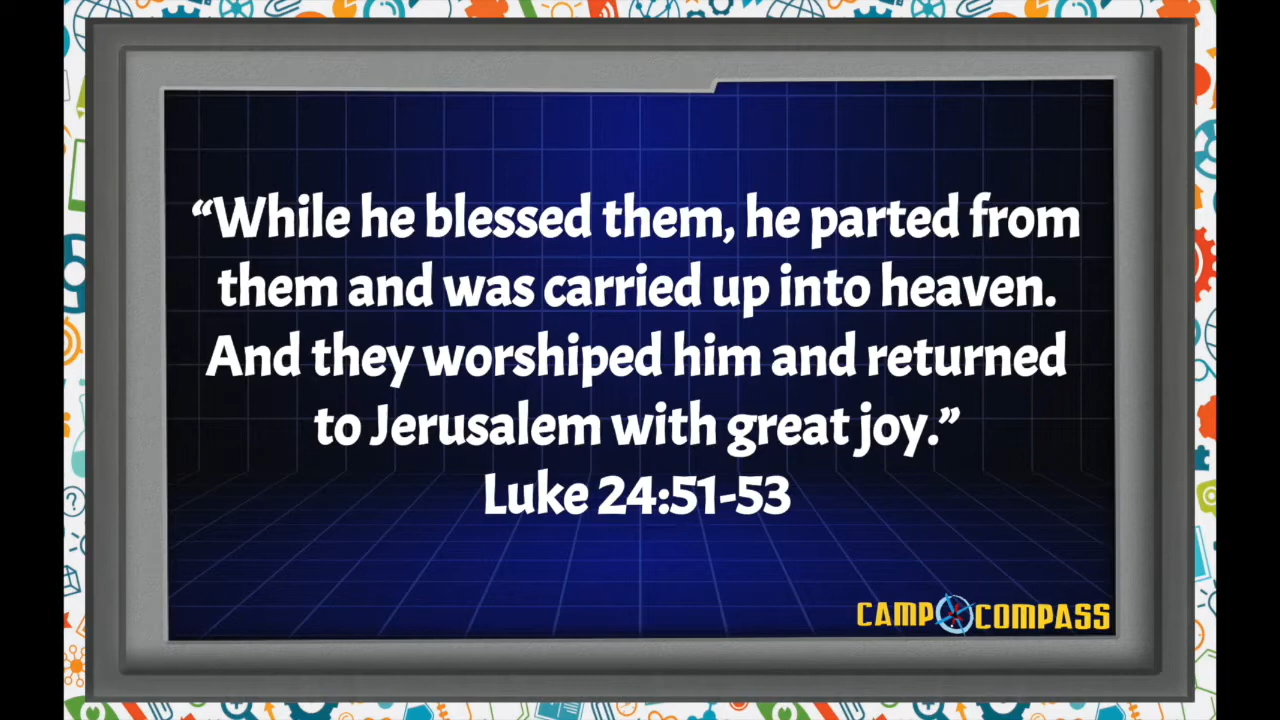 “While he blessed them, he parted from
them and was carried up into heaven.
And they worshiped him and returned
to Jerusalem with great joy.”
Luke 24:51-53
CAMP COMPASS